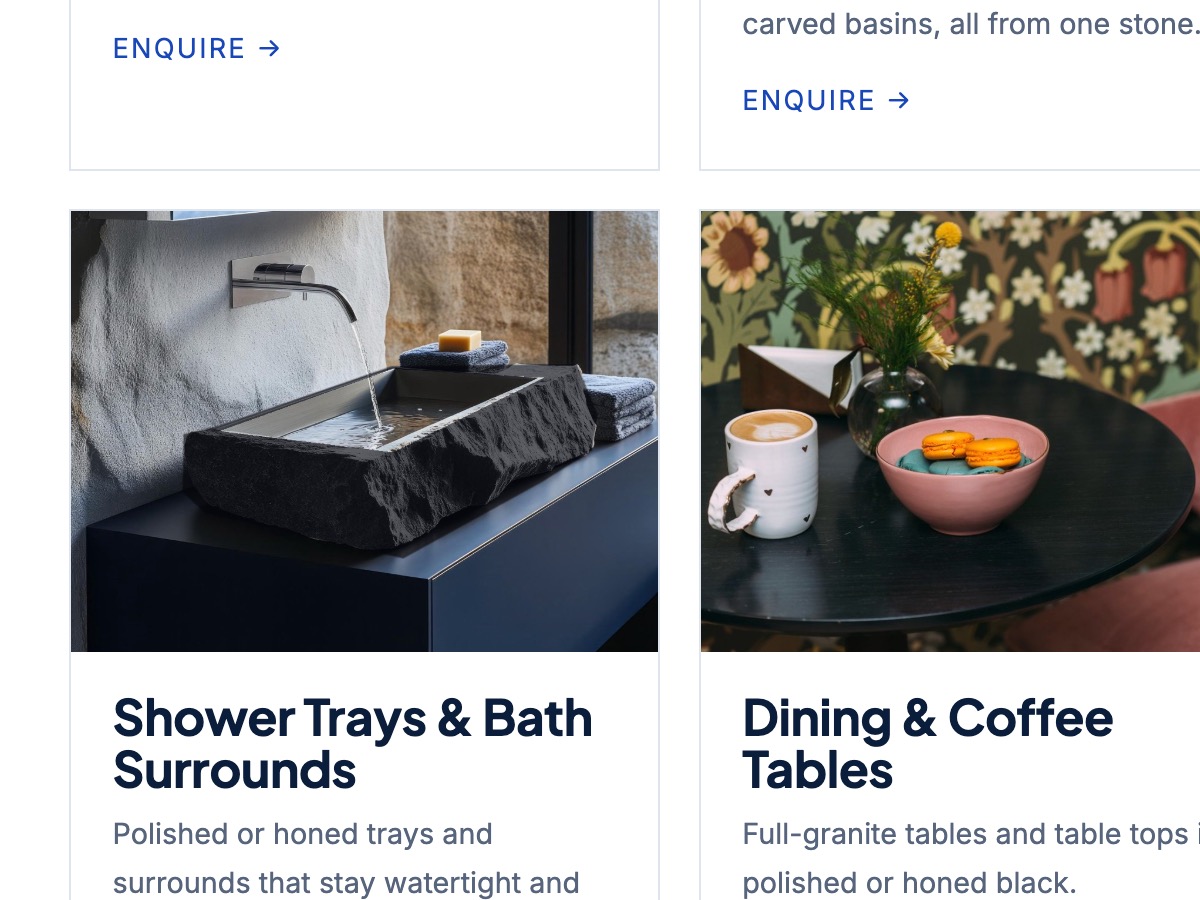 ENQUIRE →
carved basins, all from one stone.
ENQUIRE →
Shower Trays & Bath
Surrounds
Polished or honed trays and
surrounds that stay watertight and
Dining & Coffee
Tables
Full-granite tables and table tops
polished or honed black.